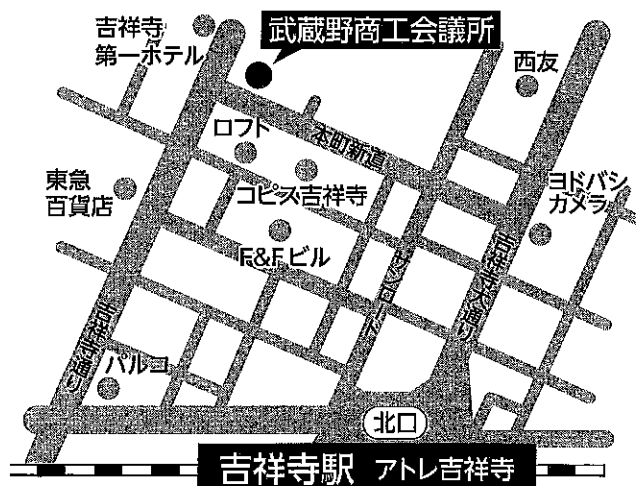 吉祥寺
第一ホテル
武蔵野商工会議所
西友
ロフト
本町新道
東急
百貨店
コピス吉祥寺
ヨドバシ
カメラ
F&Fビル
サンロード
吉祥寺大通り
吉祥寺通り
パルコ
北口
吉祥寺駅 アトレ吉祥寺